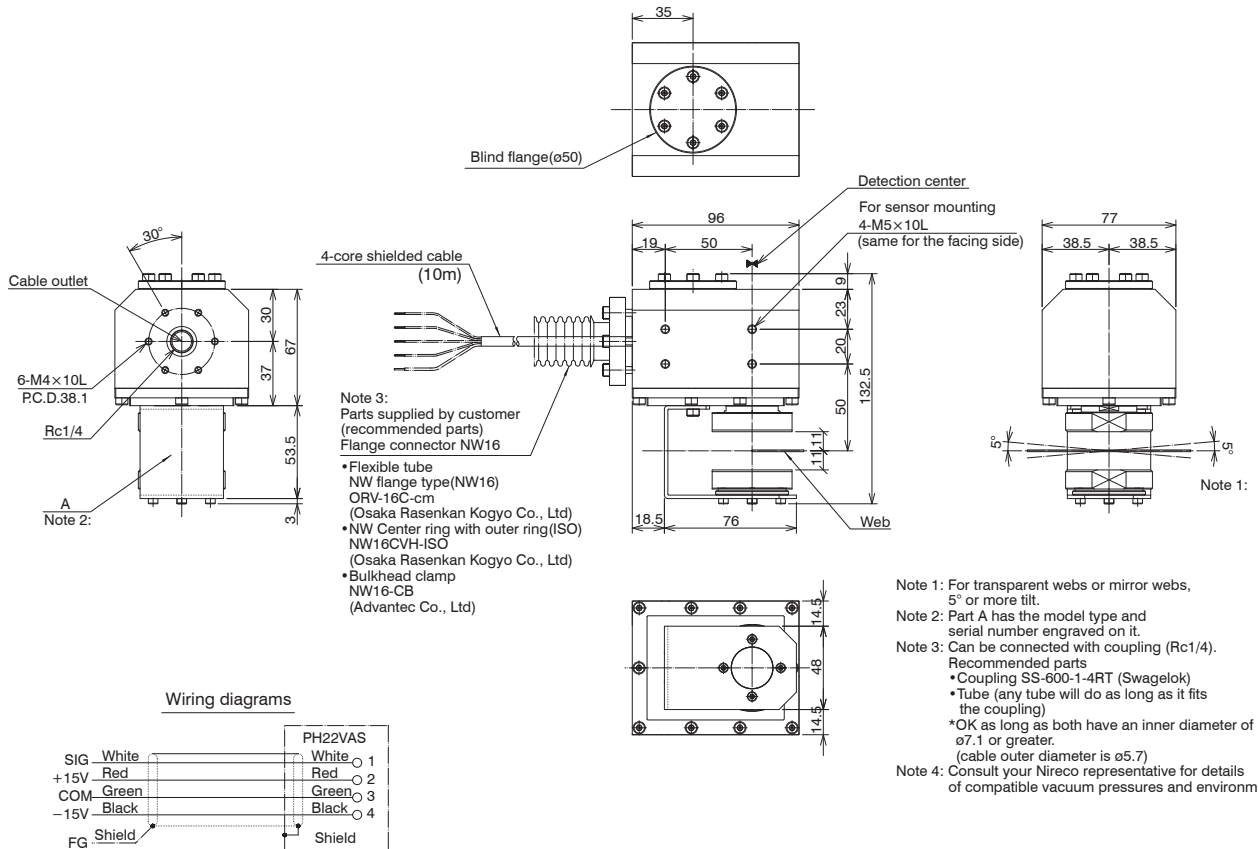 35
Blind flange(ø50)
Detection center
For sensor mounting
4-M5×10L
(same for the facing side)
96
19
50
9
23
20
50
132.5
11
11
18.5
76
Web
4-core shielded cable
(10m)
30°
Cable outlet
6-M4×10L
P.C.D.38.1
Rc1/4
A
Note 2:
30
67
37
53.5
3
Note 3:
Parts supplied by customer
(recommended parts)
Flange connector NW16
•Flexible tube
NW flange type(NW16)
ORV-16C-cm
(Osaka Rasenkan Kogyo Co., Ltd)
•NW Center ring with outer ring(ISO)
NW16CVH-ISO
(Osaka Rasenkan Kogyo Co., Ltd)
•Bulkhead clamp
NW16-CB
(Advantec Co., Ltd)
77
38.5
38.5
5°
5°
Note 1:
14.5
48
14.5
Note 1: For transparent webs or mirror webs,
5° or more tilt.
Note 2: Part A has the model type and
serial number engraved on it.
Note 3: Can be connected with coupling (Rc1/4).
Recommended parts
•Coupling SS-600-1-4RT (Swagelok)
•Tube (any tube will do as long as it fits
the coupling)
*OK as long as both have an inner diameter of
ø7.1 or greater.
(cable outer diameter is ø5.7)
Note 4: Consult your Nireco representative for details
of compatible vacuum pressures and environm
Wiring diagrams
PH22VAS
SIG White White 1
+15V Red Red 2
COM Green Green 3
−15V Black Black 4
FG Shield Shield